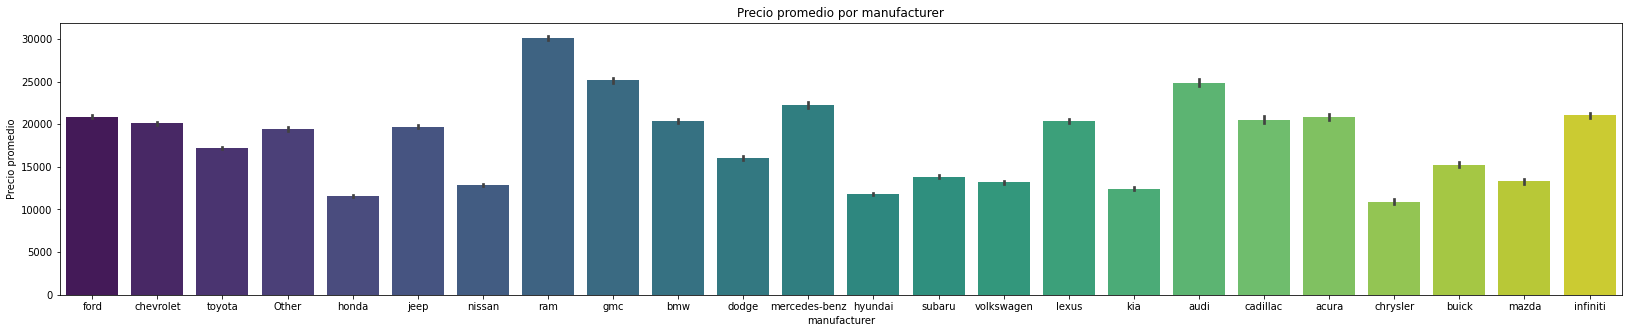 Precio promedio por manufacturer
Precio promedio
30000
25000
20000
15000
10000
5000
0
ford chevrolet toyota Other honda jeep nissan ram gmc bmw dodge mercedes-benz hyundai subaru volkswagen lexus kia audi cadillac acura chrysler buick mazda infiniti
manufacturer